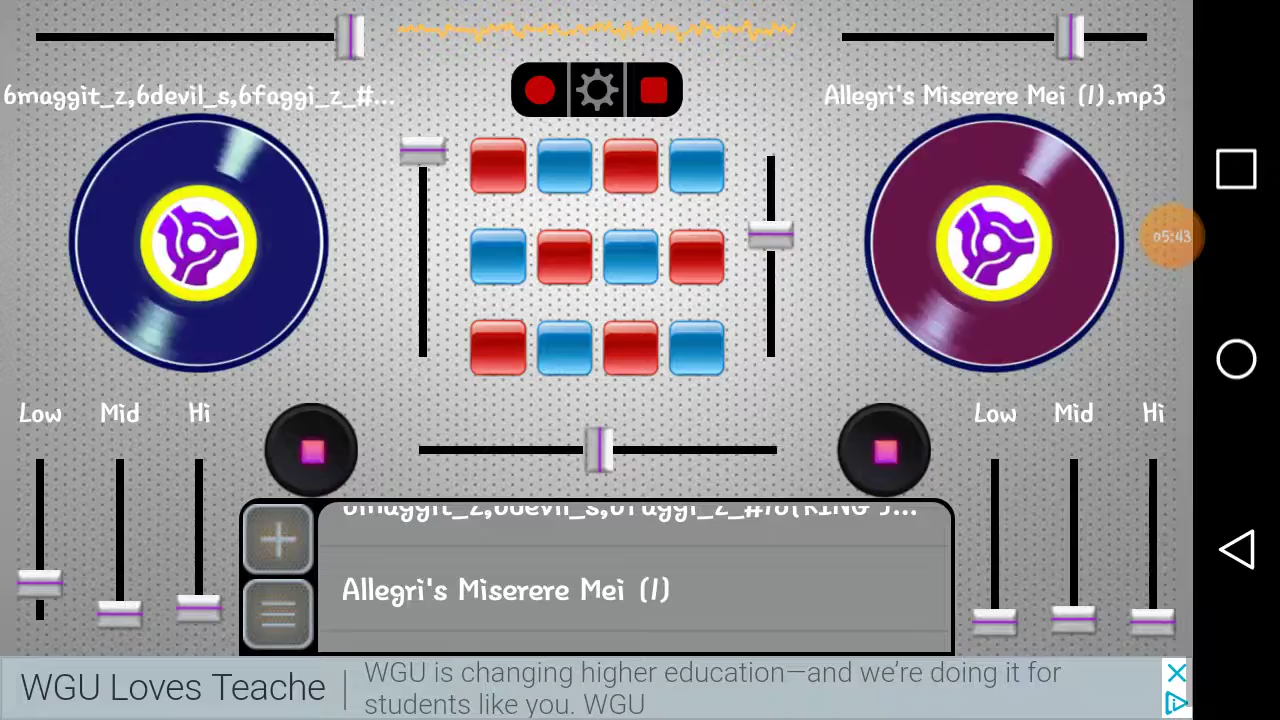 6maggit_z,6devil_s,6faggi_z_#...
Allegri's Miserere Mei (1).mp3
05:43
Low Mid Hi
Low Mid Hi
Allegri's Miserere Mei (1)
WGU Loves Teache
WGU is changing higher education—and we're doing it for
students like you. WGU